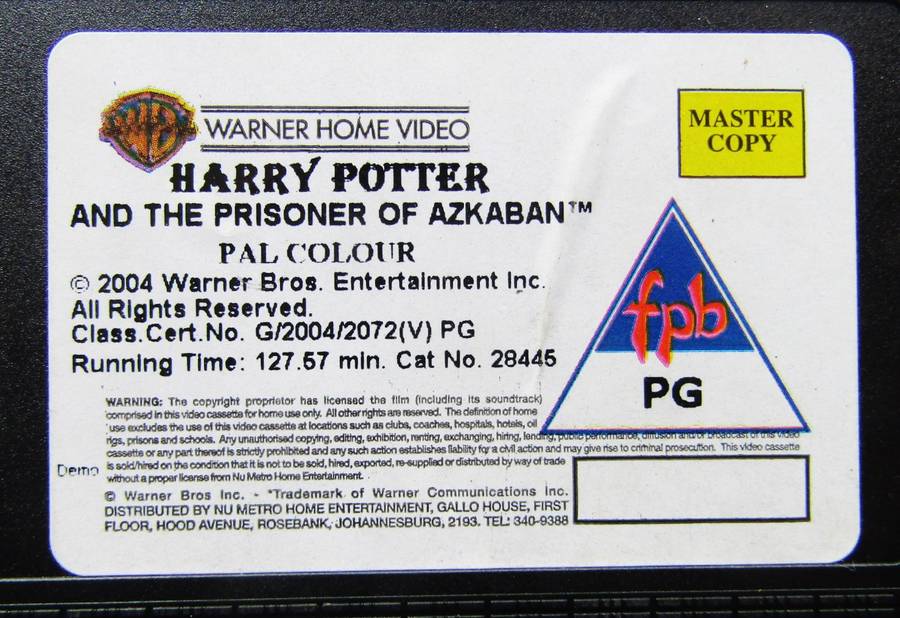 WB
WARNER HOME VIDEO
MASTER
COPY
HARRY POTTER
AND THE PRISONER OF AZKABAN™
PAL COLOUR
© 2004 Warner Bros. Entertainment Inc.
All Rights Reserved.
Class.Cert.No. G/2004/2072(V) PG
Running Time: 127.57 min. Cat No. 28445
fpb
PG
WARNING: The copyright proprietor has licensed the film (including its soundtrack)
comprised in this video cassette for home use only. All other rights are reserved. The definition of home
use excludes the use of this video cassette at locations such as clubs, coaches, hospitals, hotels, oil
rigs, prisons and schools. Any unauthorised copying, editing, exhibition, renting, exchanging, hiring, lending, public performance, diffusion and/or broadcast of this video
cassette or any part thereof is strictly prohibited and any such action establishes liability for a civil action and may give rise to criminal prosecution. This video cassette
Demo
is sold/hired on the condition that it is not to be sold, hired, exported, re-supplied or distributed by way of trade
without a proper license from Nu Metro Home Entertainment.
© Warner Bros Inc. - *Trademark of Warner Communications Inc.
DISTRIBUTED BY NU METRO HOME ENTERTAINMENT, GALLO HOUSE, FIRST
FLOOR, HOOD AVENUE, ROSEBANK, JOHANNESBURG, 2193. TEL: 340-9388